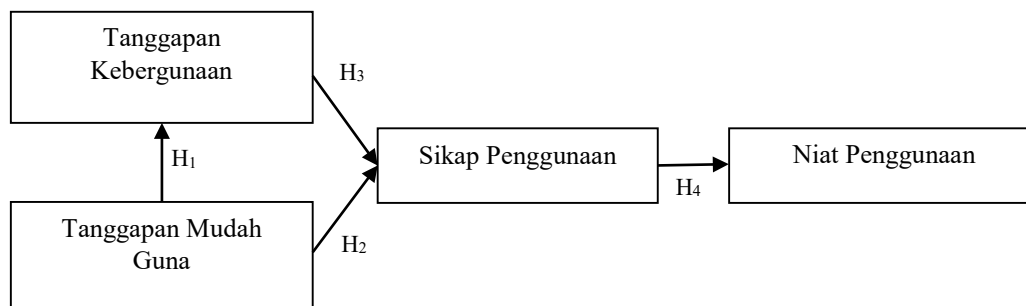 Tanggapan
Kebergunaan
H3
H1
Sikap Penggunaan
Niat Penggunaan
H4
Tanggapan Mudah
Guna
H2